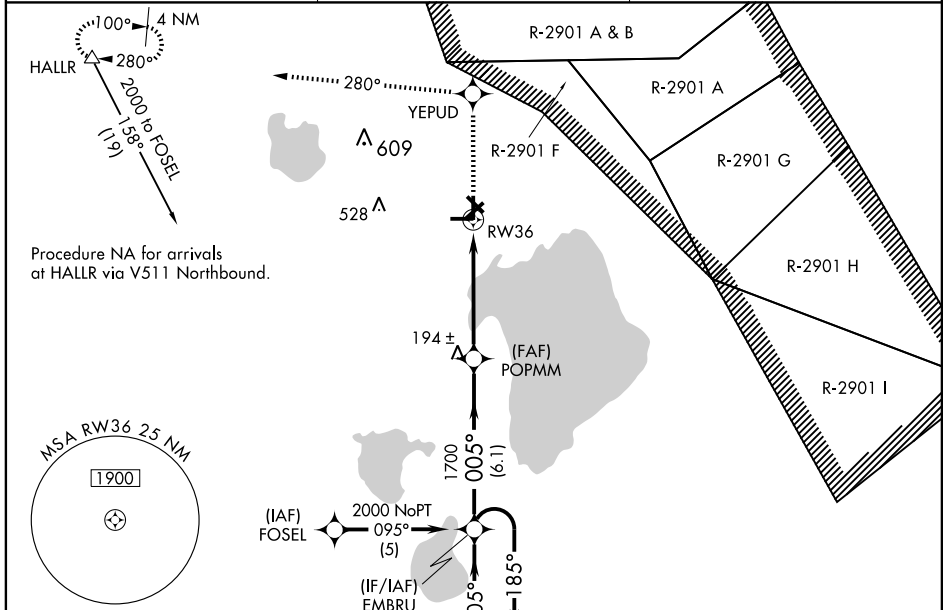 100°
4 NM
HALLR
280°
2000 to FOSEL
158°
(19)
Procedure NA for arrivals
at HALLR via V511 Northbound.
280°
YEPUD
609
528
RW36
R-2901 A & B
R-2901 A
R-2901 F
R-2901 G
R-2901 H
R-2901 I
194 ±
(FAF)
POPMM
1700
005°
(6.1)
MSA RW36 25 NM
1900
(IAF)
FOSEL
2000 NoPT
095°
(5)
(IF/IAF)
EMBRU
05°
185°